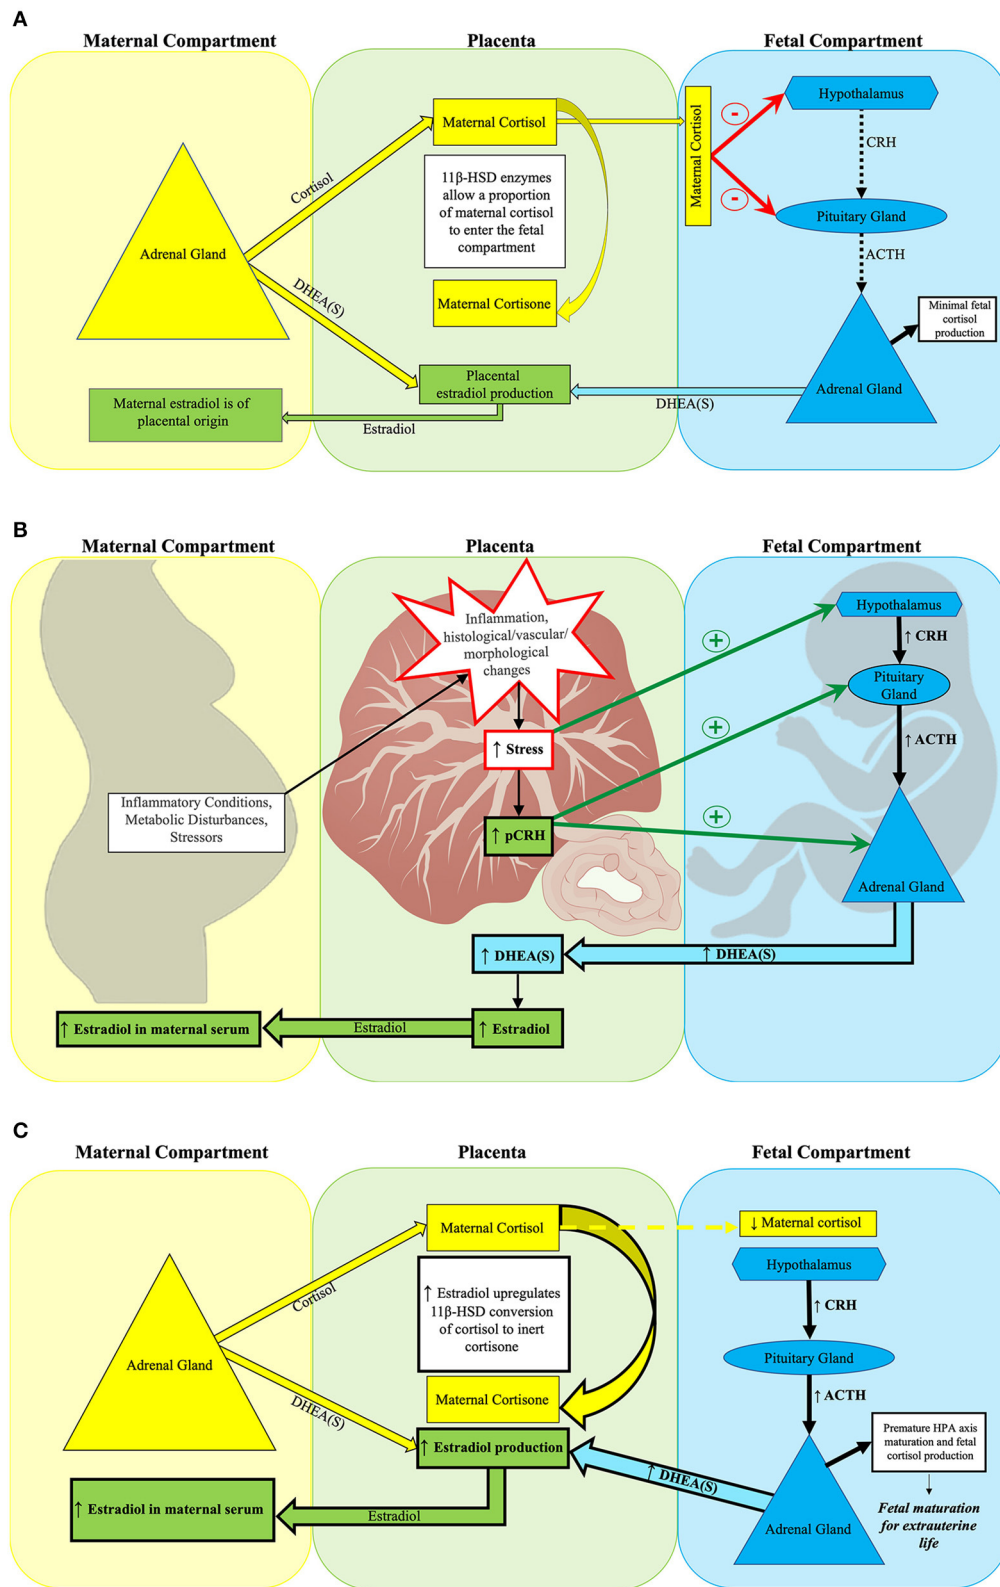 A
Maternal Compartment
Placenta
Fetal Compartment
Adrenal Gland
Cortisol
DHEA(S)
Maternal estradiol is of
placental origin
Maternal Cortisol
11β-HSD enzymes
allow a proportion
of maternal cortisol
to enter the fetal
compartment
Maternal Cortisone
Placental
estradiol production
Estradiol
Maternal Cortisol
-
-
Hypothalamus
CRH
Pituitary Gland
ACTH
Minimal fetal
cortisol
production
Adrenal Gland
DHEA(S)
B
Maternal Compartment
Placenta
Fetal Compartment
Inflammation,
histological/vascular/
morphological
changes
↑ Stress
↑ pCRH
Inflammatory Conditions,
Metabolic Disturbances,
Stressors
+
+
+
Hypothalamus
↑ CRH
Pituitary
Gland
↑ ACTH
Adrenal Gland
↑ DHEA(S)
↑ DHEA(S)
↑ Estradiol
Estradiol
↑ Estradiol in maternal serum
C
Maternal Compartment
Placenta
Fetal Compartment
Adrenal Gland
Cortisol
DHEA(S)
Maternal Cortisol
↑ Estradiol upregulates
11β-HSD conversion
of cortisol to inert
cortisone
Maternal Cortisone
↑ Estradiol production
Estradiol
↑ Estradiol in maternal serum
↓ Maternal cortisol
Hypothalamus
↑ CRH
Pituitary Gland
↑ ACTH
Premature HPA axis
maturation and fetal
cortisol production
Adrenal Gland
↑ DHEA(S)
Fetal maturation
for extrauterine
life